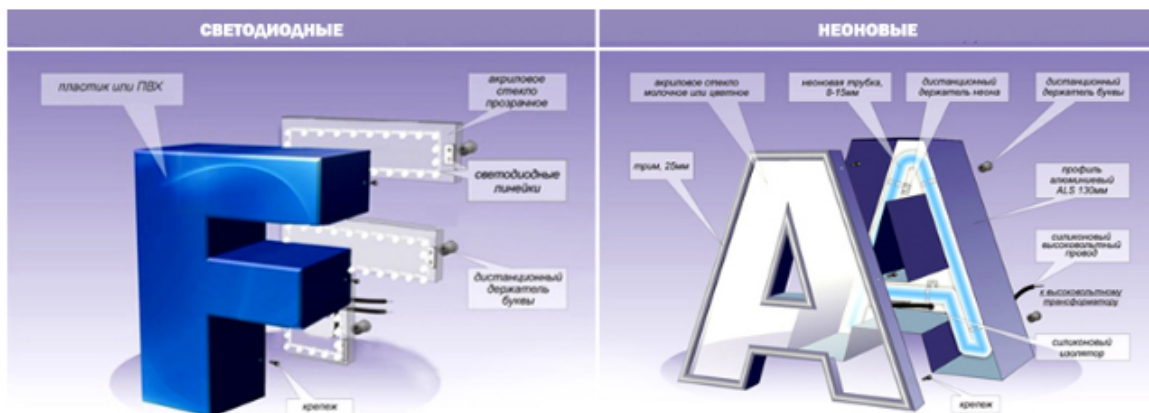 СВЕТОДИОДНЫЕ
пластик или ПВХ
акриловое
стекло
прозрачное
светодиодные
линейки
дистанционный
держатель
буквы
крепеж
НЕОНОВЫЕ
акриловое стекло
молочное или цветное
неоновая трубка,
8-15мм
дистанционный
держатель неона
дистанционный
держатель буквы
трим, 25мм
профиль
алюминиевый
ALS 130мм
силиконовый
высоковольтный
провод
к высоковольтному
трансформатору
силиконовый
изолятор
крепеж